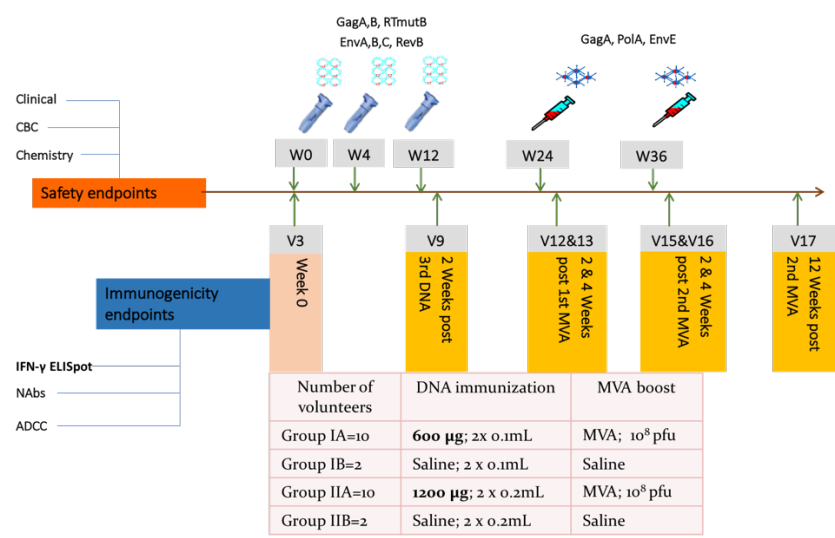 GagA,B, RTmutB
EnvA,B,C, RevB
GagA, PolA, EnvE
Clinical
CBC
Chemistry
W0
W4
W12
W24
W36
Safety endpoints
V3
V9
V12&13
V15&V16
V17
Week 0
2 Weeks post
3rd DNA
2 & 4 Weeks
post 1st MVA
2 & 4 Weeks
post 2nd MVA
12 Weeks post
2nd MVA
Immunogenicity
endpoints
IFN-γ ELISpot
NAbs
ADCC
Number of
volunteers
DNA immunization
MVA boost
Group IA=10
600 µg; 2x 0.1mL
MVA; 10⁸ pfu
Group IB=2
Saline; 2 x 0.1mL
Saline
Group IIA=10
1200 µg; 2 x 0.2mL
MVA; 10⁸ pfu
Group IIB=2
Saline; 2 x 0.2mL
Saline